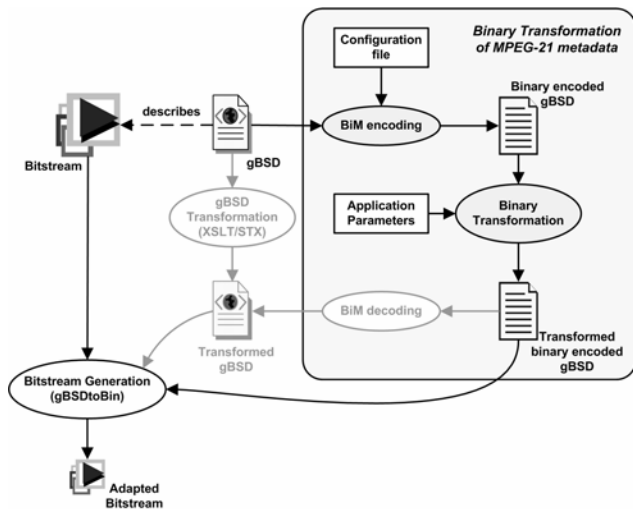 Binary Transformation
of MPEG-21 metadata
Configuration
file
Binary encoded
gBSD
describes
BiM encoding
Bitstream
gBSD
gBSD
Transformation
(XSLT/STX)
Application
Parameters
Binary
Transformation
BiM decoding
Transformed
gBSD
Transformed
binary encoded
gBSD
Bitstream Generation
(gBSDtoBin)
Adapted
Bitstream